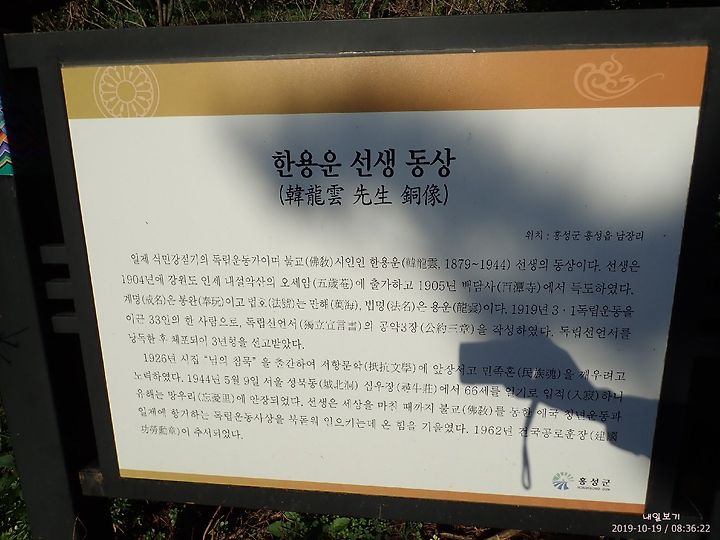 한용운 선생 동상
(韓龍雲 先生 銅像)
위치 : 홍성군 홍성읍 남장리
일제 식민강점기의 독립운동가이며 불교(佛敎)시인인 한용운(韓龍雲, 1879~1944) 선생의 동상이다. 선생은
1904년에 강원도 인제 내설악산의 오세암(五歲菴)에 출가하고 1905년 백담사(百潭寺)에서 득도하였다.
계명(戒名)은 봉완(奉玩)이고 법호(法號)는 만해(萬海), 법명(法名)은 용운(龍雲)이다. 1919년 3·1독립운동을
이끈 33인의 한 사람으로, 독립선언서(獨立宣言書)의 공약3장(公約三章)을 작성하였다. 독립선언서를
낭독한 후 체포되어 3년형을 선고받았다.
1926년 시집 "님의 침묵" 을 출간하여 저항문학(抵抗文學)에 앞장서고 민족혼(民族魂)을 깨우려고
노력하였다. 1944년 5월 9일 서울 성북동(城北洞) 심우장(尋牛莊)에서 66세를 일기로 입적(入寂)하니
유해는 망우리(忘憂里)에 안장되었다. 선생은 세상을 마친 때까지 불교(佛敎)를 통한 애국 청년운동과
일제에 항거하는 독립운동사상을 북돋워 일으키는데 온 힘을 기울였다. 1962년 건국공로훈장(建國
功勞勳章)이 추서되었다.
홍성군
HONGSEONG GUN
내일보기
2019-10-19 / 08:36:22